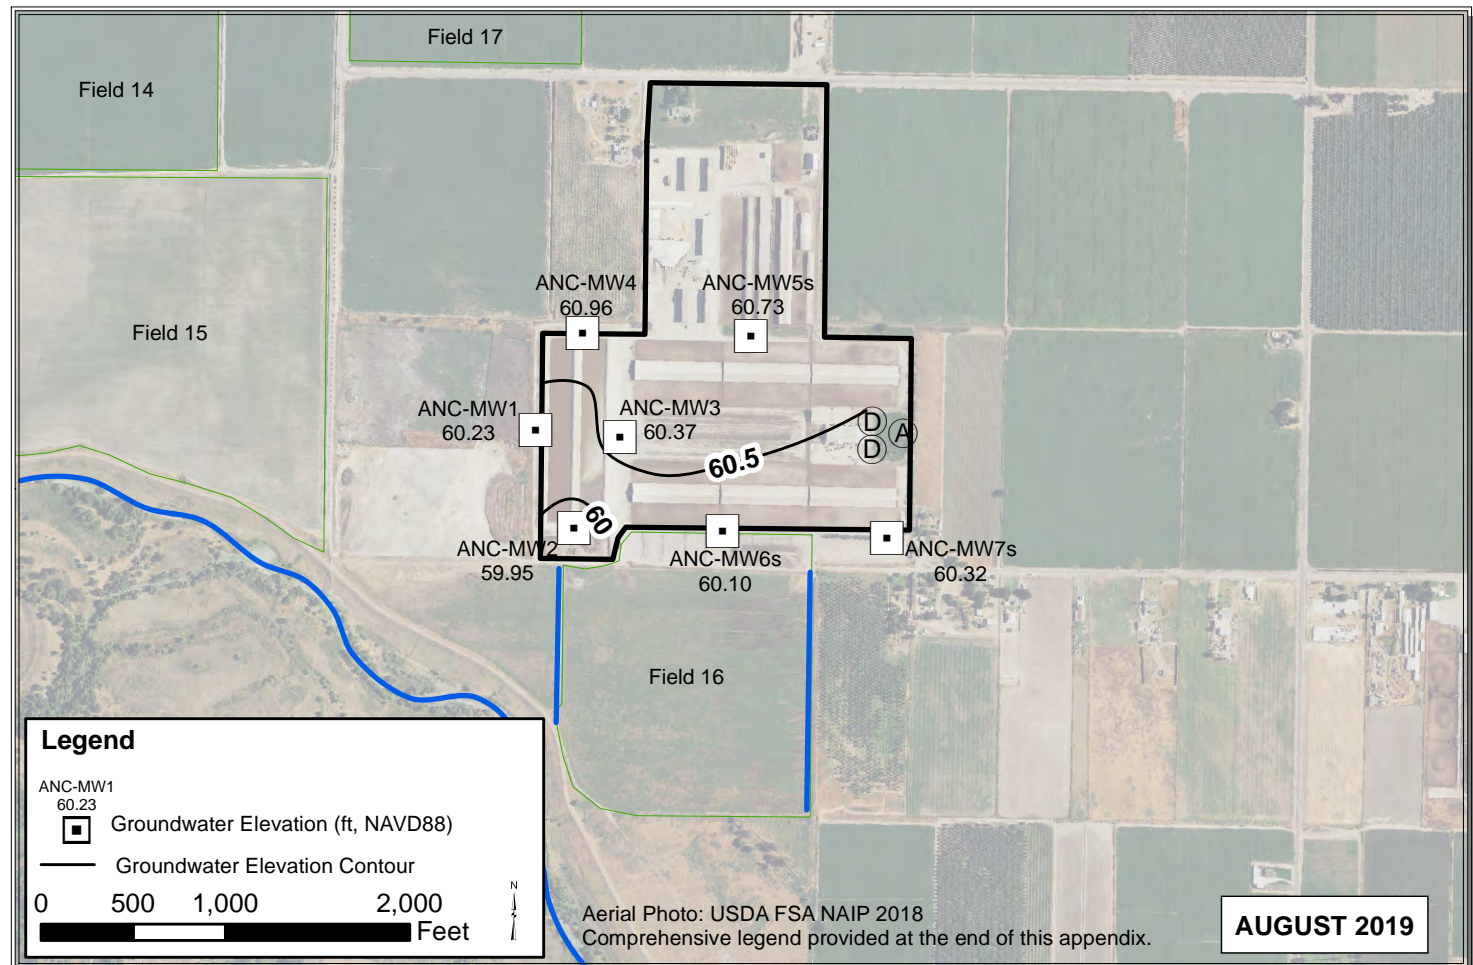 Field 17
Field 14
ANC-MW4
60.96
ANC-MW5s
60.73
Field 15
ANC-MW1
60.23
ANC-MW3
60.37
D
D
A
60.5
60
ANC-MW2
59.95
ANC-MW6s
60.10
ANC-MW7s
60.32
Field 16
Legend
ANC-MW1
60.23
Groundwater Elevation (ft, NAVD88)
Groundwater Elevation Contour
0 500 1,000 2,000
Feet
N
Aerial Photo: USDA FSA NAIP 2018
Comprehensive legend provided at the end of this appendix.
AUGUST 2019